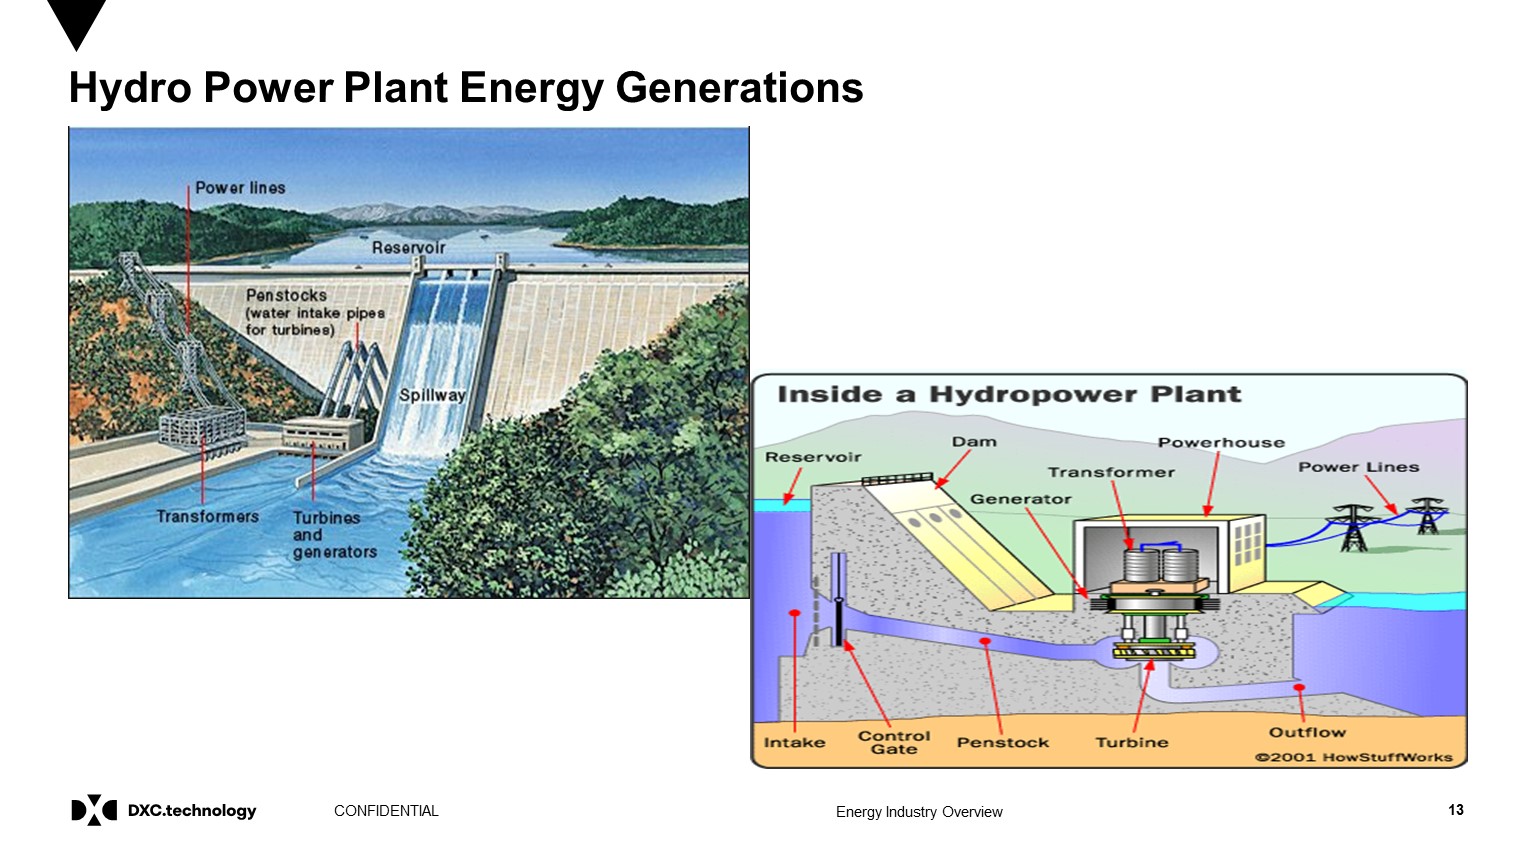 Hydro Power Plant Energy Generations
Power lines
Reservoir
Penstocks
(water intake pipes
for turbines)
Spillway
Transformers
Turbines
and
generators
Inside a Hydropower Plant
Dam
Powerhouse
Reservoir
Transformer
Power Lines
Generator
Intake
Control
Gate
Penstock
Turbine
Outflow
©2001 HowStuffWorks
DXC.technology
CONFIDENTIAL
Energy Industry Overview
13